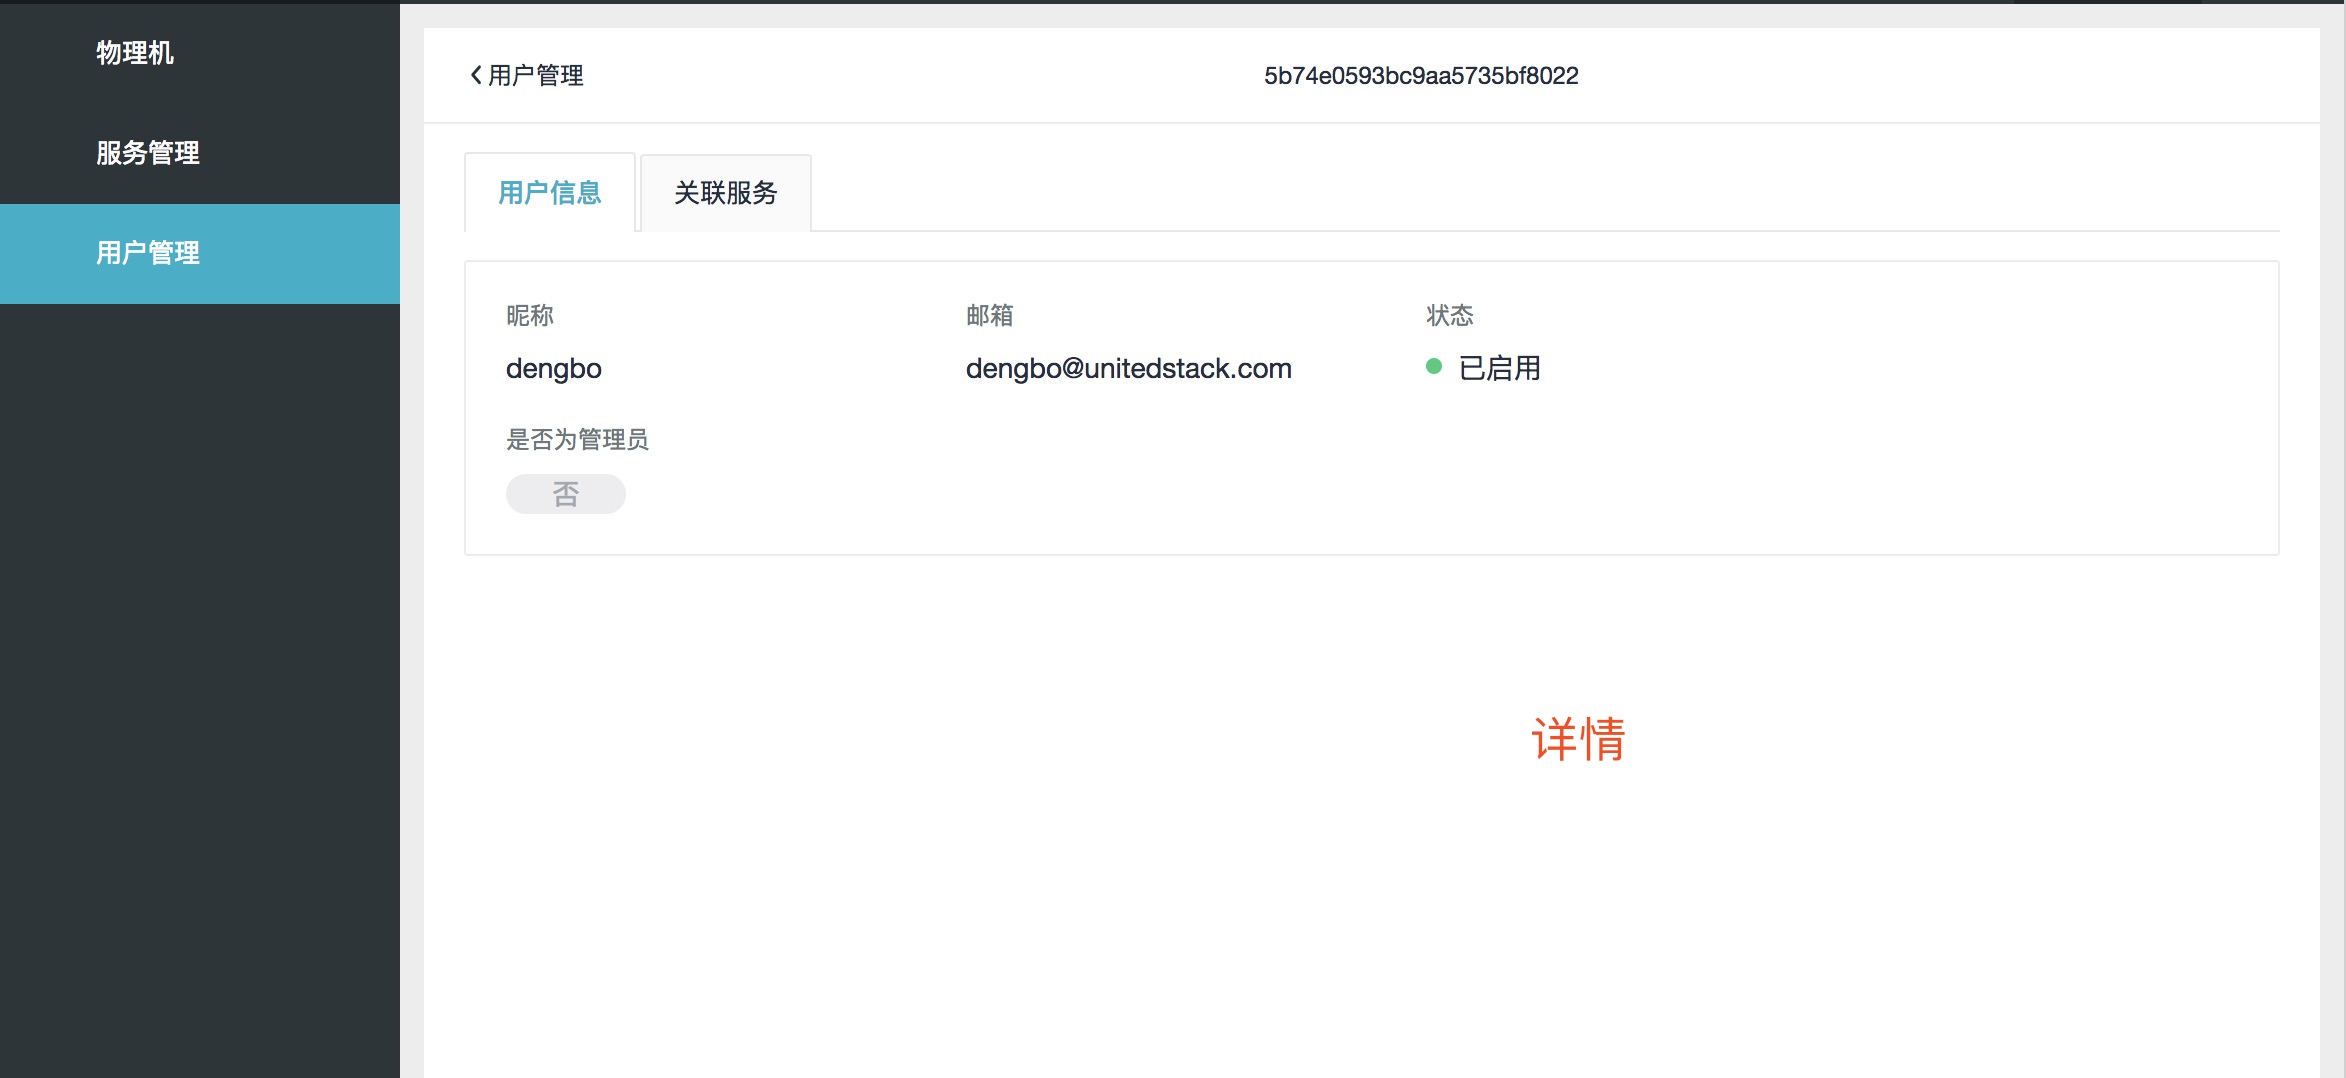 物理机
服务管理
用户管理
用户管理
5b74e0593bc9aa5735bf8022
用户信息
关联服务
昵称
邮箱
状态
dengbo
dengbo@unitedstack.com
已启用
是否为管理员
否
详情